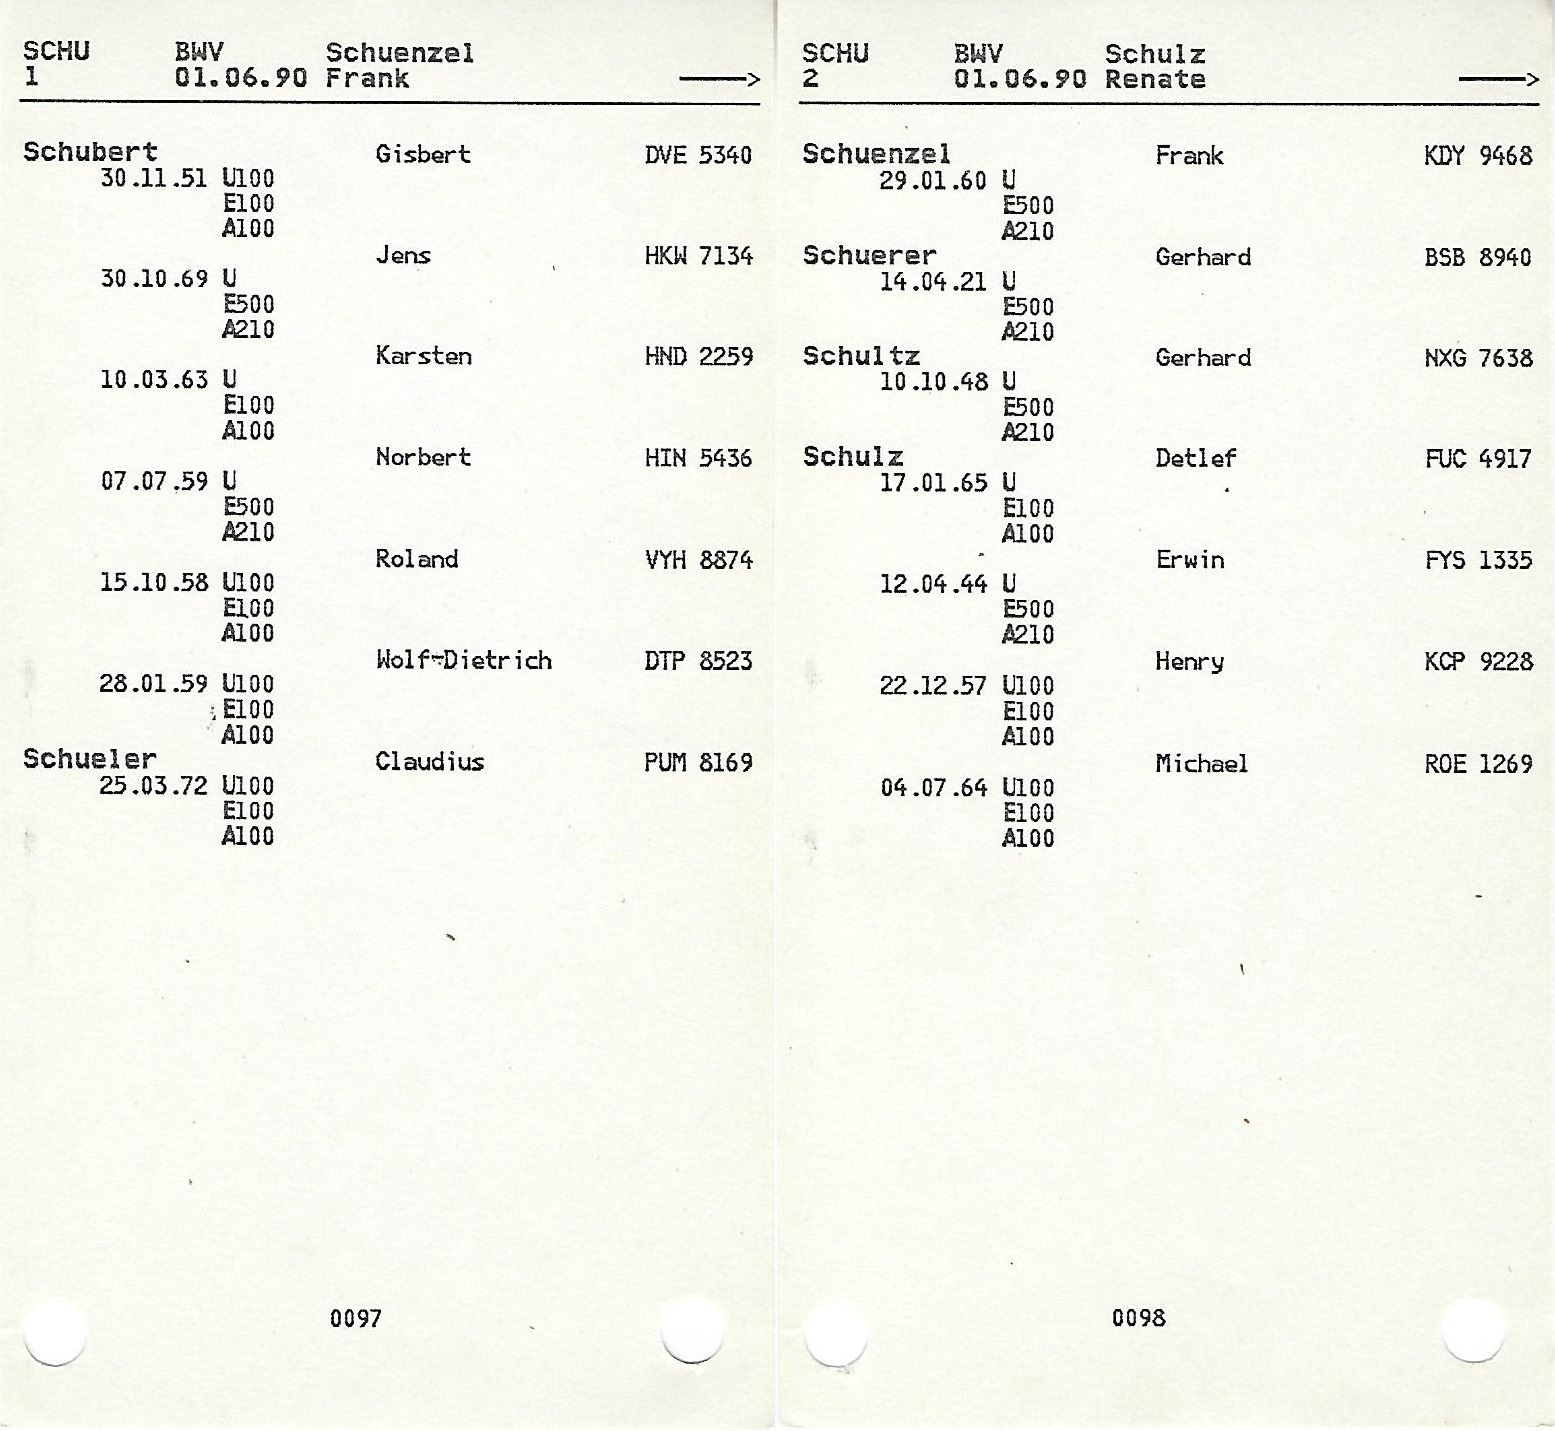 SCHU BWV Schuenzel
1 01.06.90 Frank ———>
Schubert Gisbert DVE 5340
30.11.51 U100
E100
A100
Jens HKW 7134
30.10.69 U
E500
A210
Karsten HND 2259
10.03.63 U
E100
A100
Norbert HIN 5436
07.07.59 U
E500
A210
Roland VYH 8874
15.10.58 U100
E100
A100
Wolf-Dietrich DTP 8523
28.01.59 U100
E100
A100
Schueler Claudius PUM 8169
25.03.72 U100
E100
A100
0097
SCHU BWV Schulz
2 01.06.90 Renate ———>
Schuenzel Frank KDY 9468
29.01.60 U
E500
A210
Schuerer Gerhard BSB 8940
14.04.21 U
E500
A210
Schultz Gerhard NXG 7638
10.10.48 U
E500
A210
Schulz Detlef FUC 4917
17.01.65 U
E100
A100
Erwin FYS 1335
12.04.44 U
E500
A210
Henry KCP 9228
22.12.57 U100
E100
A100
Michael ROE 1269
04.07.64 U100
E100
A100
0098